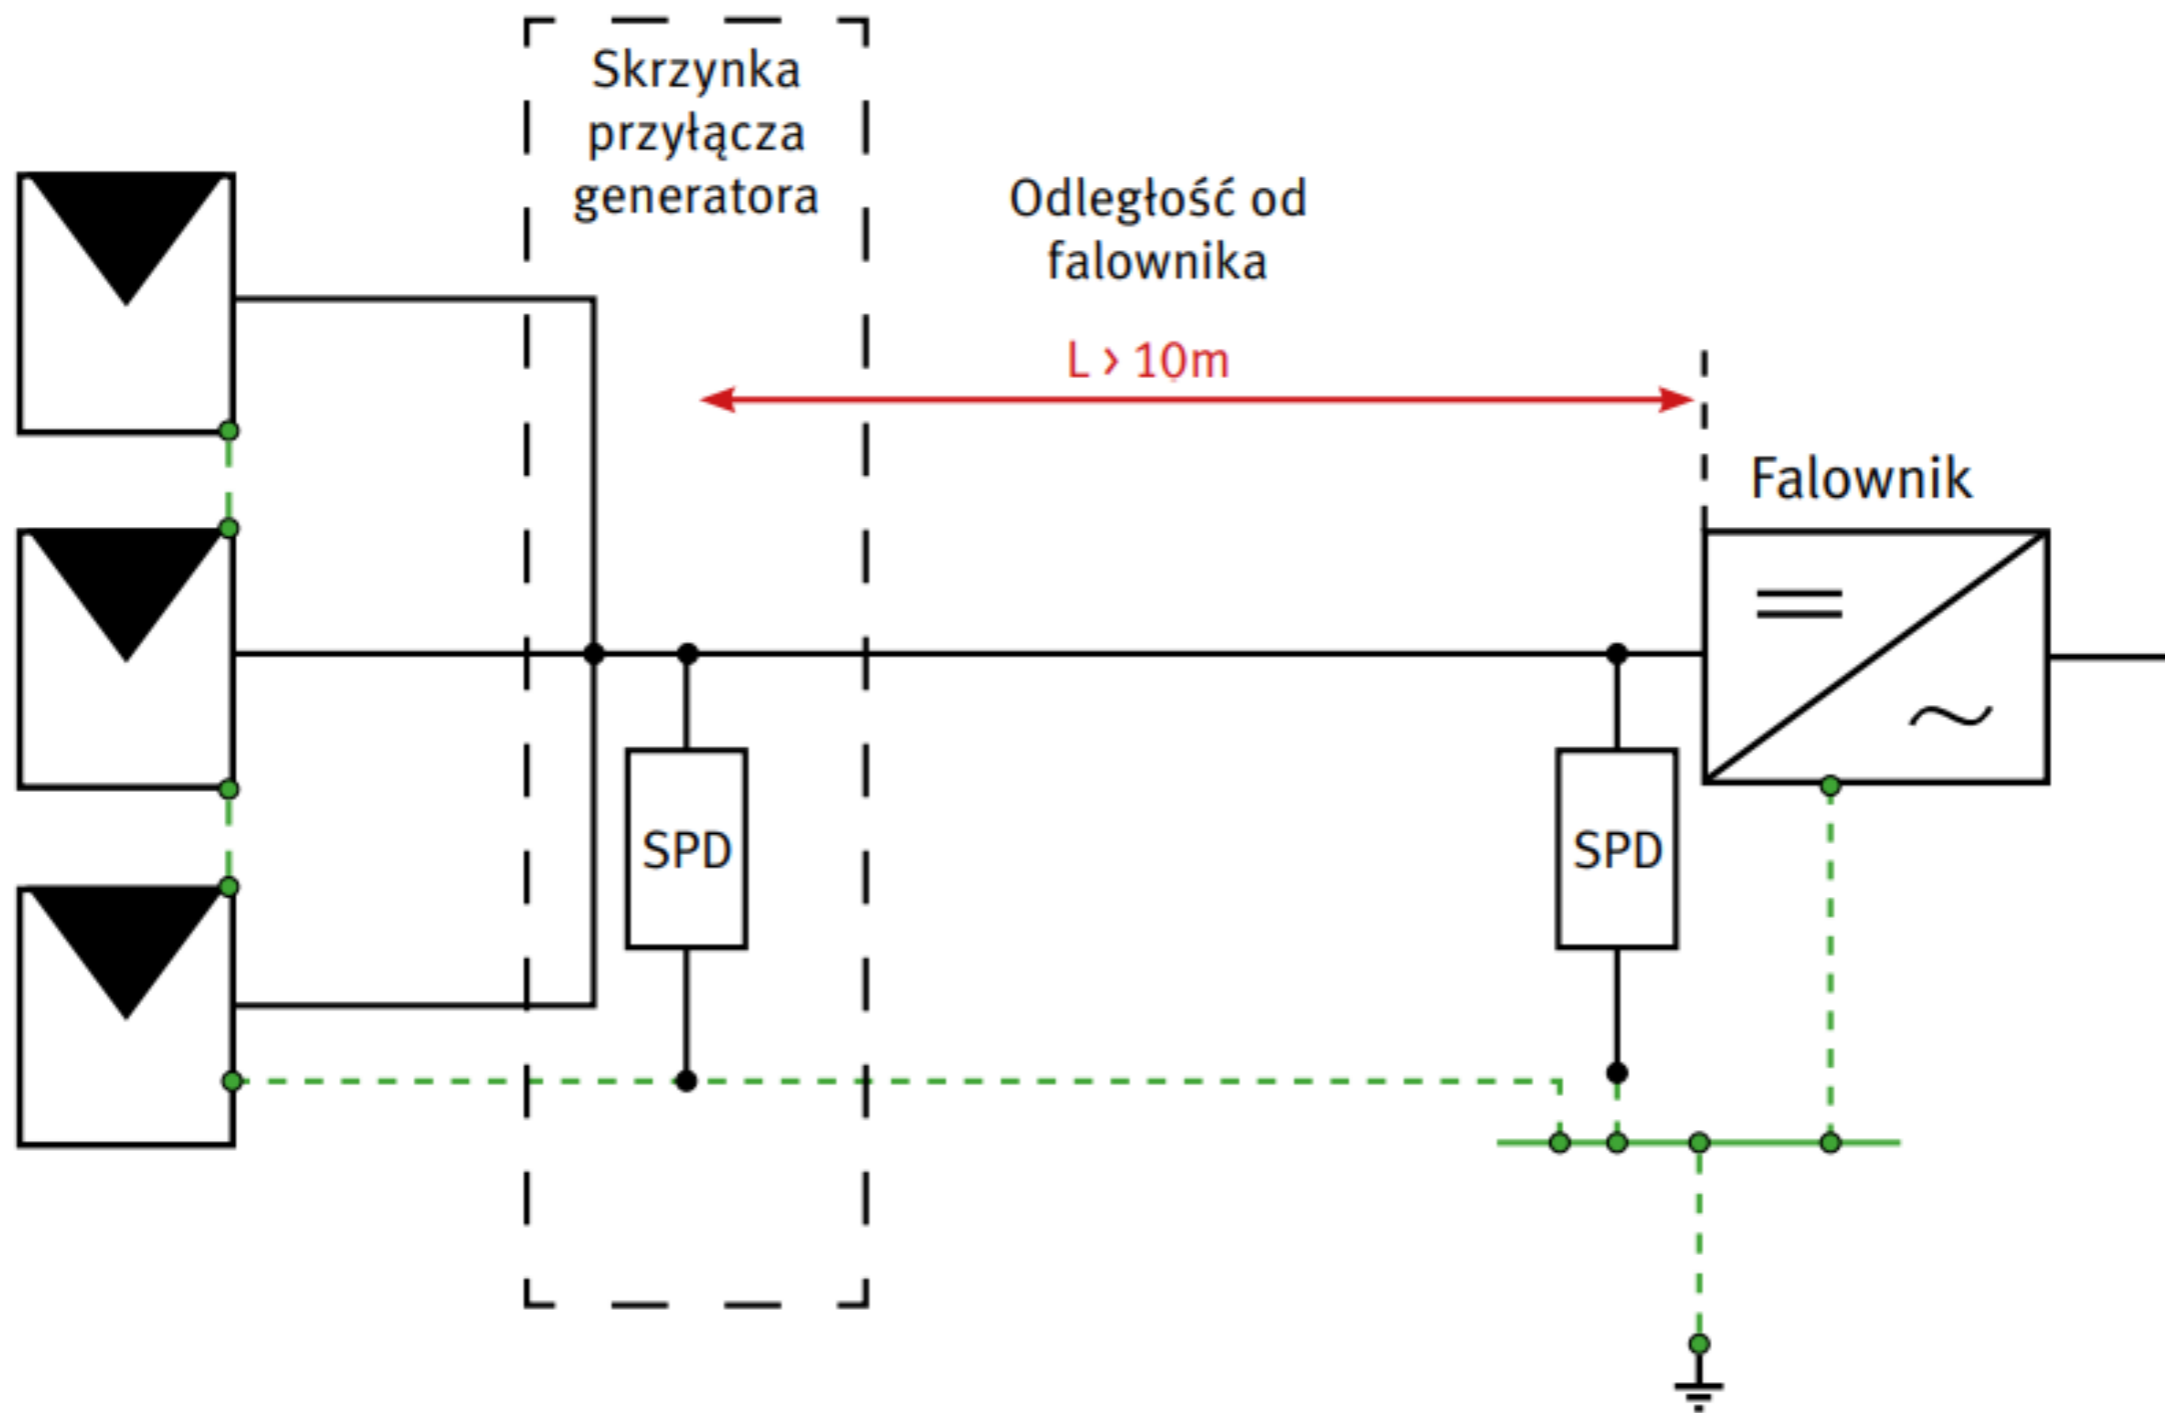 Skrzynka
przyłącza
generatora
Odległość od
falownika
L > 10m
Falownik
SPD
SPD